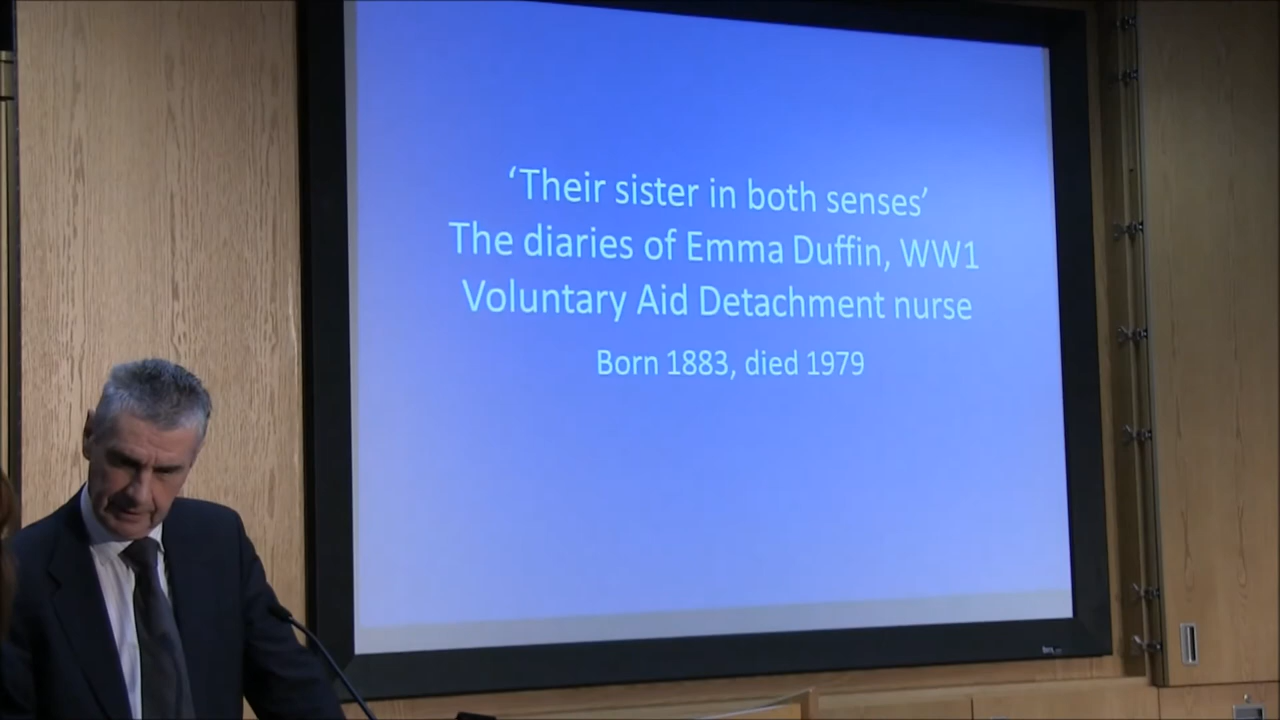 ‘Their sister in both senses’
The diaries of Emma Duffin, WW1
Voluntary Aid Detachment nurse
Born 1883, died 1979